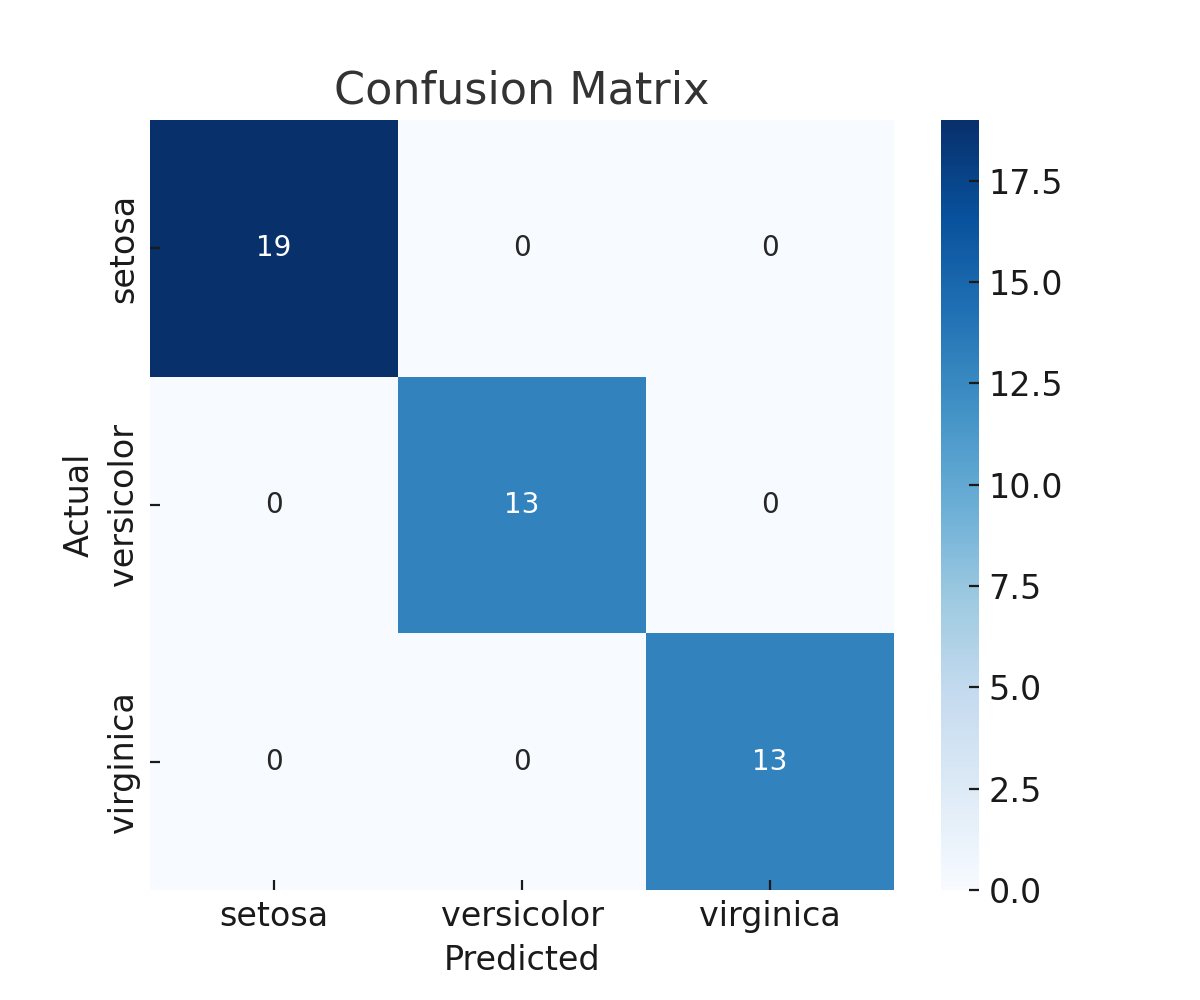 Confusion Matrix
setosa
19
0
0
versicolor
0
13
0
virginica
0
0
13
Actual
setosa
versicolor
virginica
Predicted
17.5
15.0
12.5
10.0
7.5
5.0
2.5
0.0